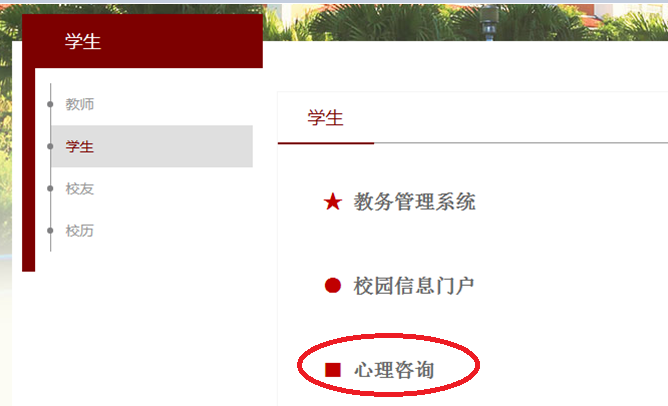 学生
教师
学生
校友
校历
学生
★ 教务管理系统
● 校园信息门户
■ 心理咨询